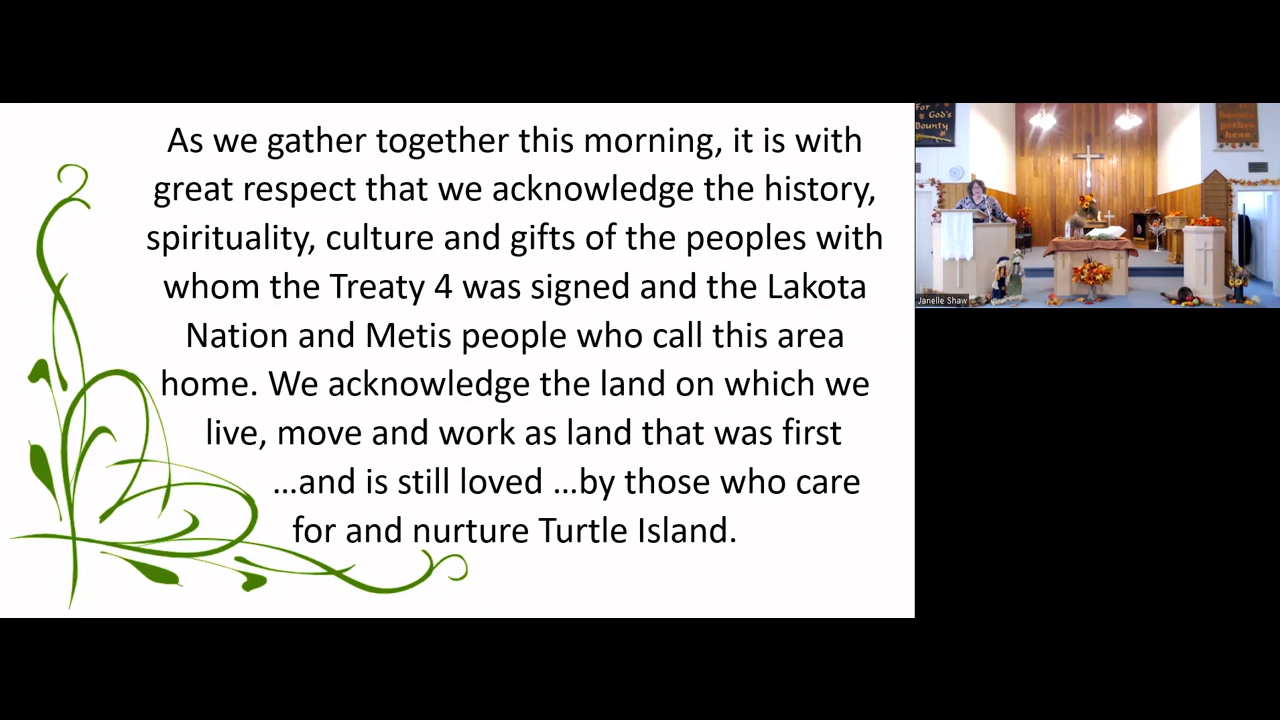 As we gather together this morning, it is with
great respect that we acknowledge the history,
spirituality, culture and gifts of the peoples with
whom the Treaty 4 was signed and the Lakota
Nation and Metis people who call this area
home. We acknowledge the land on which we
live, move and work as land that was first
…and is still loved …by those who care
for and nurture Turtle Island.
For
God's
Bounty
gather
here
Janelle Shaw